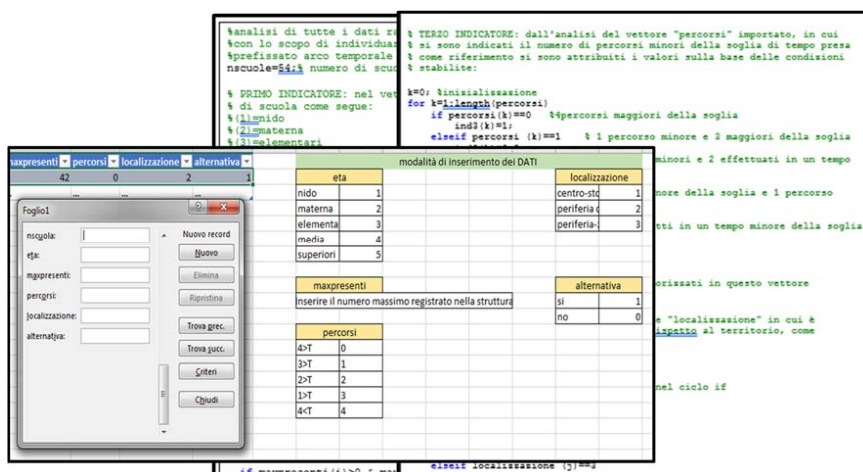 %analisi di tutte i dati ra
%con lo scopo di individua
%prefissato arco temporale
nscuole=54;% numero di scuo
% PRIMO INDICATORE: nel vet
% di scuola come segue:
%(1)=nido
%(2)=materna
%(3)=elementari
% TERZO INDICATORE: dall'analisi del vettore "percorsi" importato, in cui
% si sono indicati il numero di percorsi minori della soglia di tempo presa
% come riferimento si sono attribuiti i valori sulla base delle condizioni
% stabilite:
k=0; %inizializzazione
for k=1:length(percorsi)
if percorsi(k)==0 %%percorsi maggiori della soglia
ind3(k)=1;
elseif percorsi (k)==1 % 1 percorso minore e 3 maggiori della soglia
minori e 2 effettuati in un tempo
nore della soglia e 1 percorso
tti in un tempo minore della soglia
orissati in questo vettore
e "localissazione" in cui è
ispetto al territorio, come
nel ciclo if
elseif localissazione (j)==3
maxpresenti percorsi localizzazione alternativa
42 0 2 1
... ... ... ...
Foglio1
nscuola:
eta:
maxpresenti:
percorsi:
localizzazione:
alternativa:
Nuovo record
Nuovo
Elimina
Ripristina
Trova prec.
Trova succ.
Criteri
Chiudi
modalità di inserimento dei DATI
eta
nido 1
materna 2
elementa 3
media 4
superiori 5
localizzazione
centro-sto 1
periferia 2
periferia- 3
maxpresenti
Inserire il numero massimo registrato nella struttura
alternativa
si 1
no 0
percorsi
4>T 0
3>T 1
2>T 2
1>T 3
4<T 4